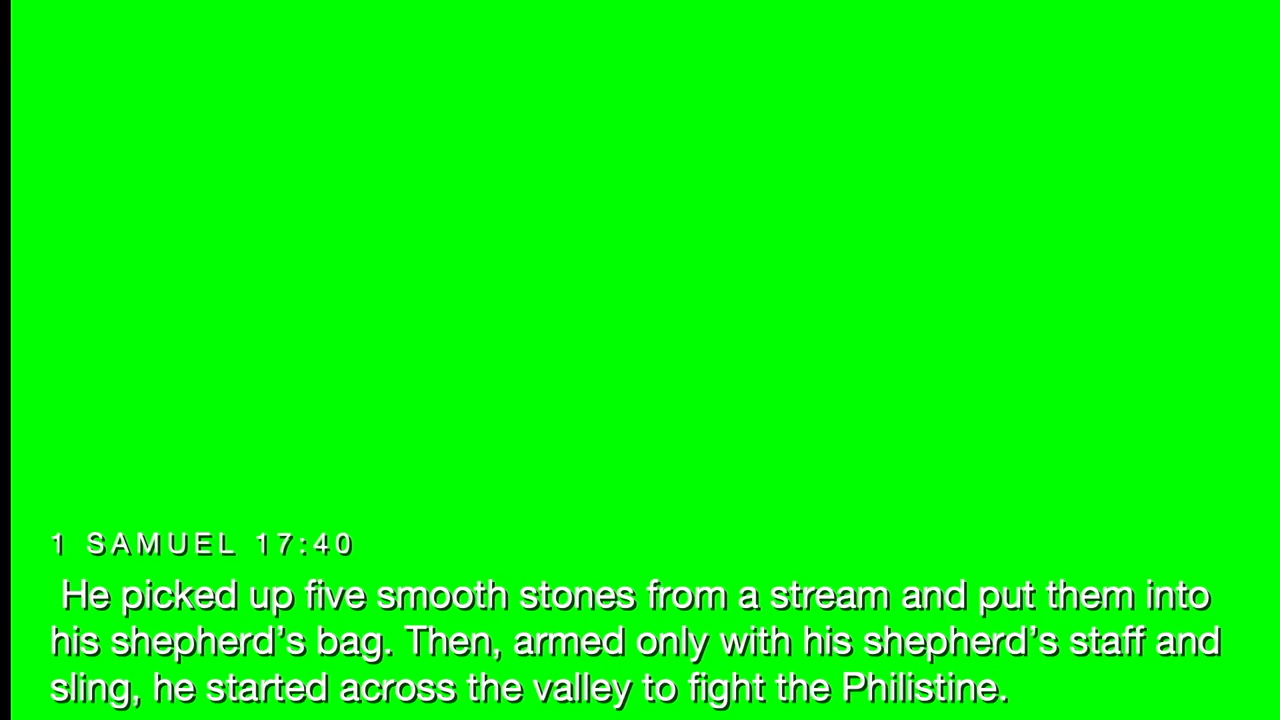 1 SAMUEL 17:40
He picked up five smooth stones from a stream and put them into
his shepherd’s bag. Then, armed only with his shepherd’s staff and
sling, he started across the valley to fight the Philistine.